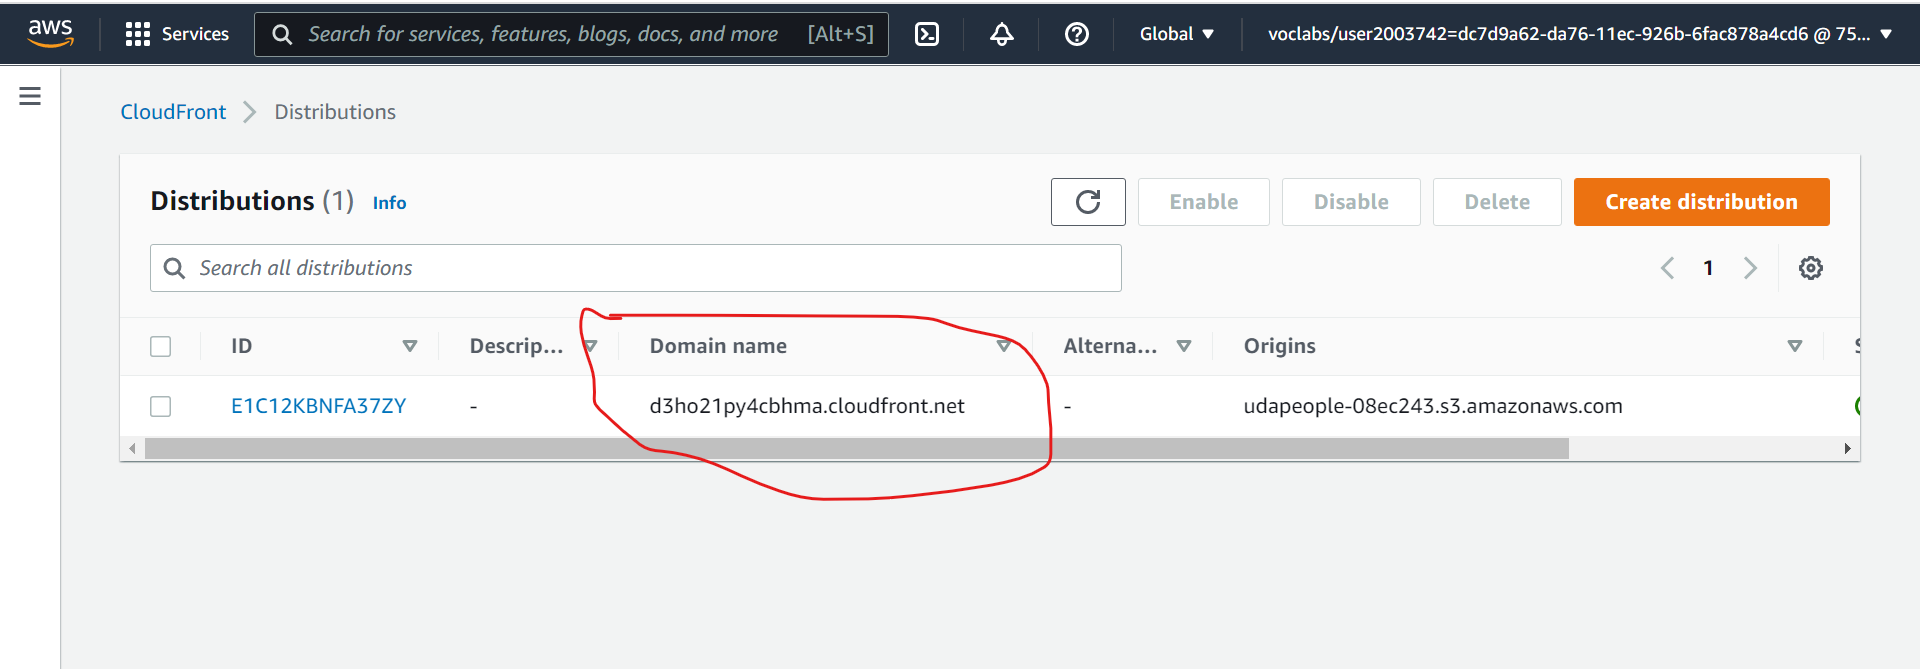 aws Services Search for services, features, blogs, docs, and more [Alt+S] Global voclabs/user2003742=dc7d9a62-da76-11ec-926b-6fac878a4cd6 @ 75...
CloudFront Distributions
Distributions (1) Info Enable Disable Delete Create distribution
Search all distributions 1
ID Descrip... Domain name Alterna... Origins S
E1C12KBNFA37ZY - d3ho21py4cbhma.cloudfront.net - udapeople-08ec243.s3.amazonaws.com